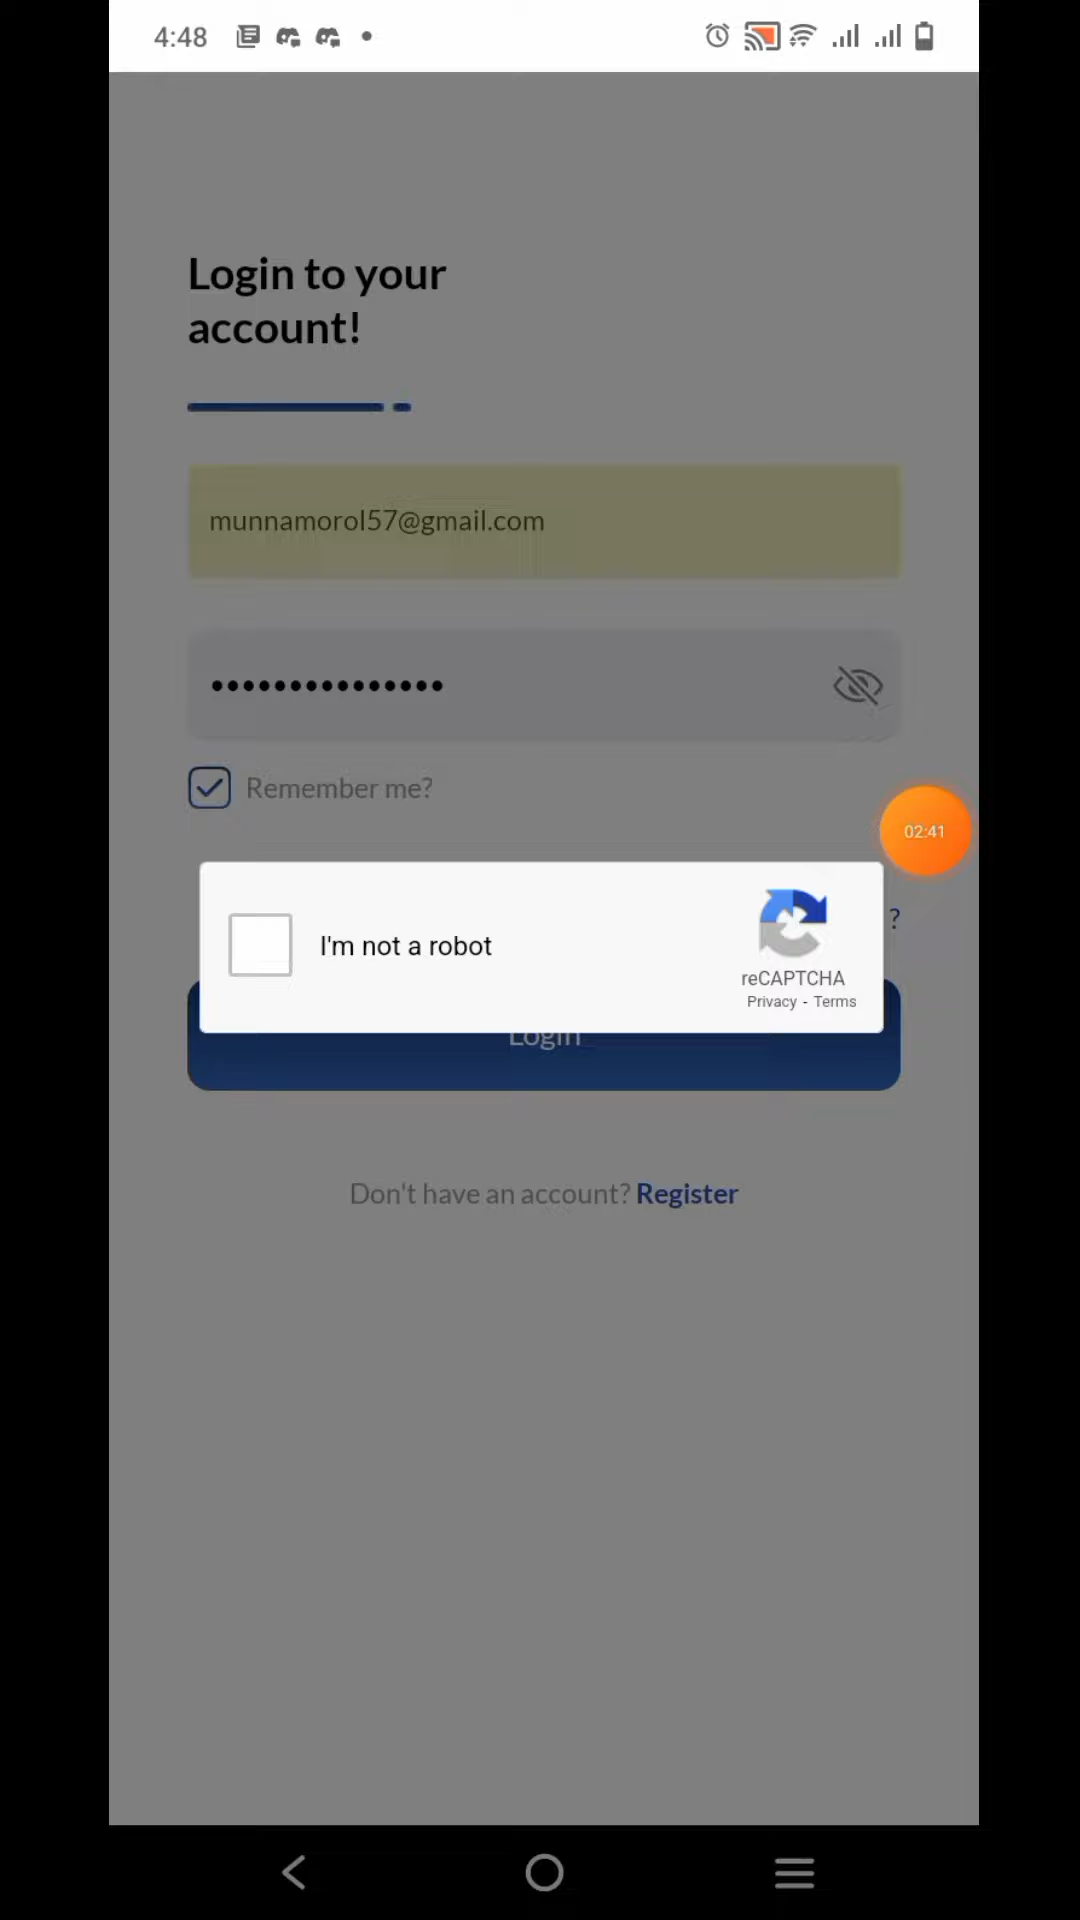 4:48
Login to your
account!
munnamorol57@gmail.com
Remember me?
02:41
?
I'm not a robot
reCAPTCHA
Privacy - Terms
Login
Don't have an account? Register